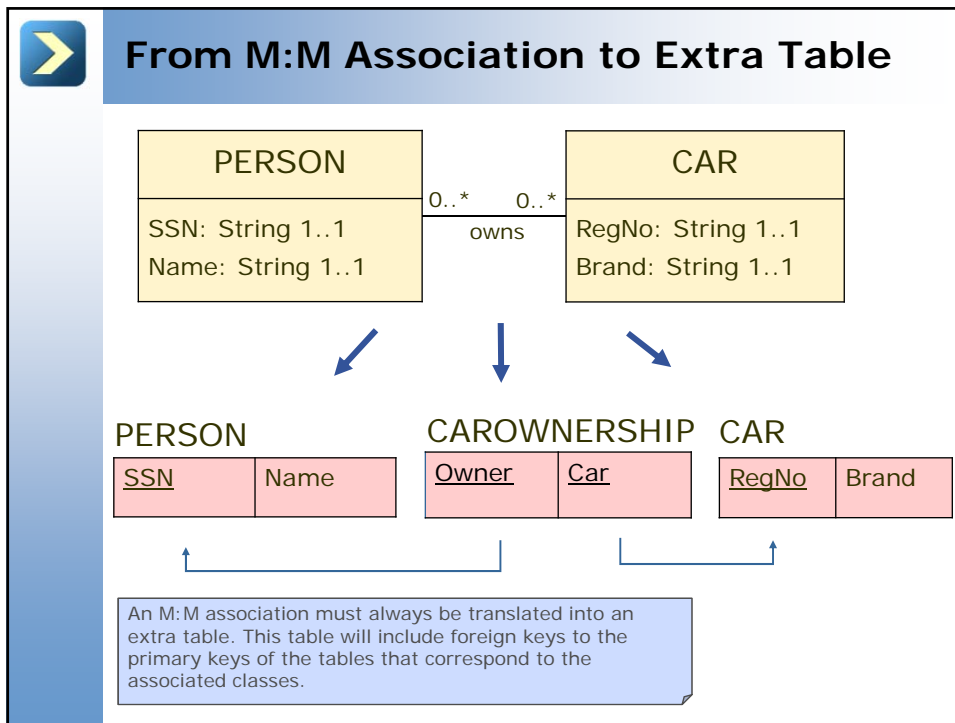 From M:M Association to Extra Table
PERSON
CAR
0..* 0..*
owns
SSN: String 1..1
Name: String 1..1
RegNo: String 1..1
Brand: String 1..1
PERSON
CAROWNERSHIP
CAR
SSN Name
Owner Car
RegNo Brand
An M:M association must always be translated into an
extra table. This table will include foreign keys to the
primary keys of the tables that correspond to the
associated classes.